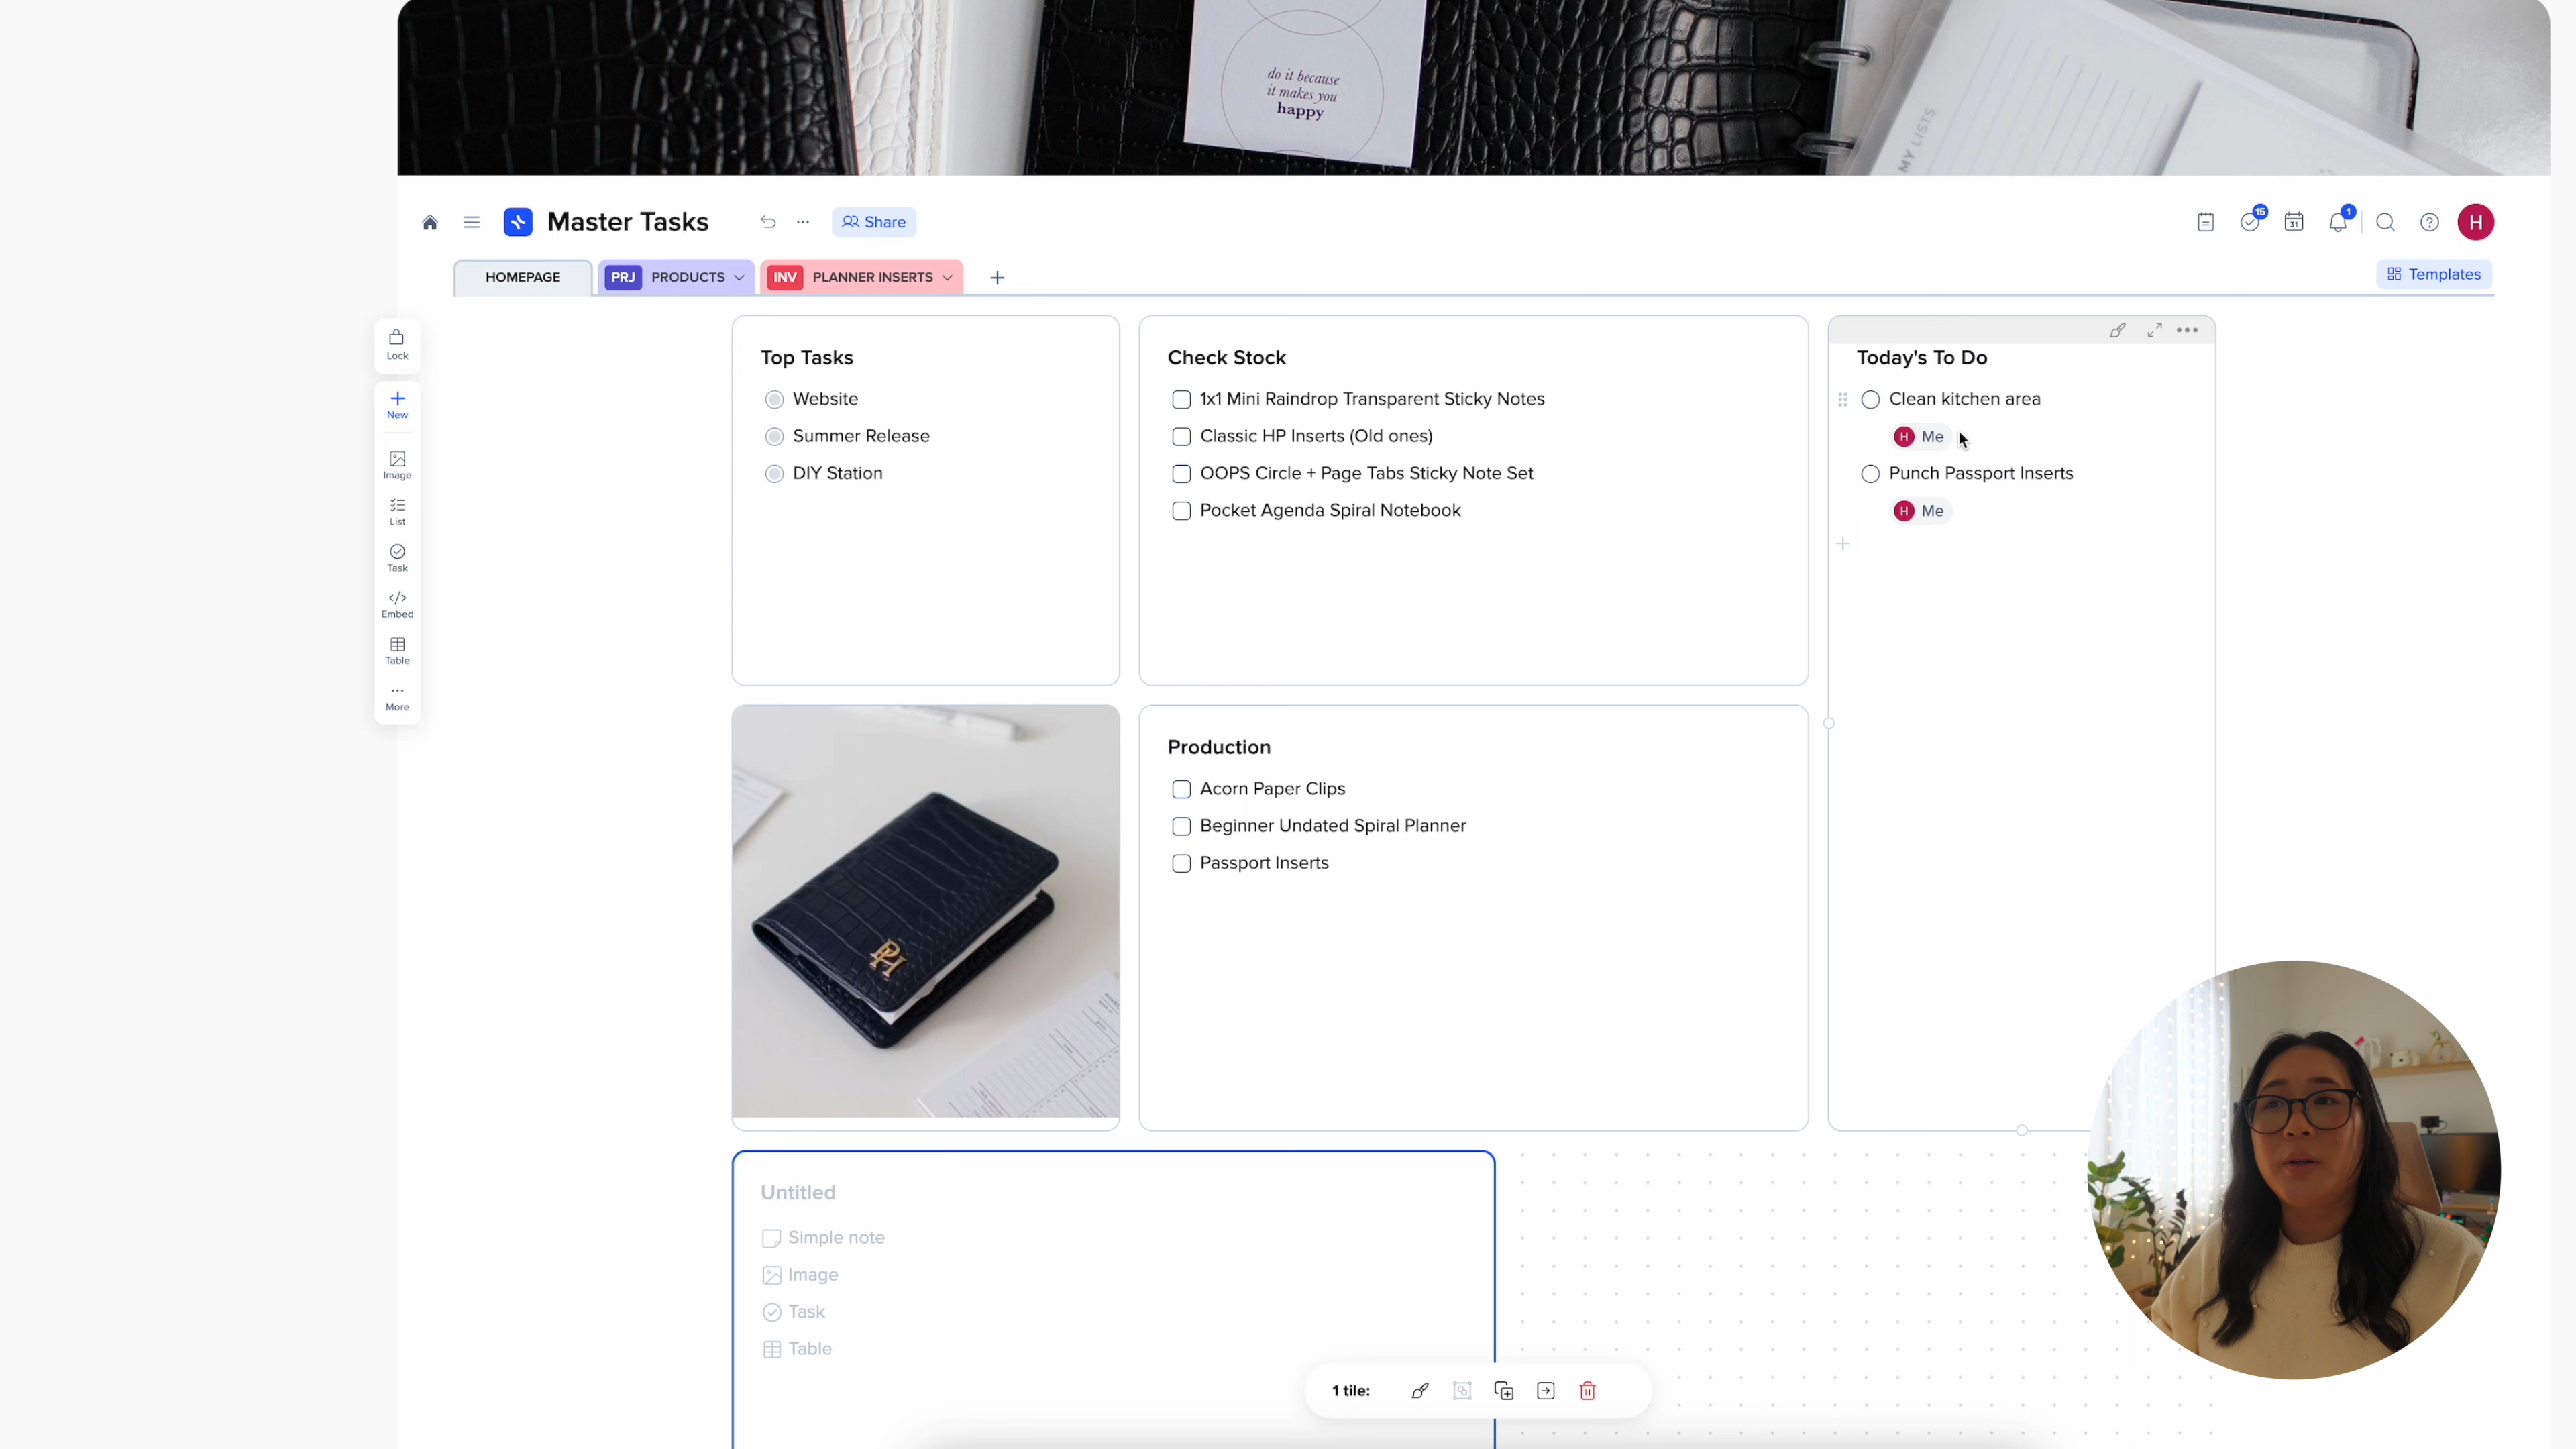 do it because
it makes you
happy
MY LISTS
Master Tasks
Share
15
31
1
H
HOMEPAGE
PRJ PRODUCTS
INV PLANNER INSERTS
Templates
Lock
New
Image
List
Task
Embed
Table
More
Top Tasks
Website
Summer Release
DIY Station
Check Stock
1x1 Mini Raindrop Transparent Sticky Notes
Classic HP Inserts (Old ones)
OOPS Circle + Page Tabs Sticky Note Set
Pocket Agenda Spiral Notebook
Today's To Do
Clean kitchen area
H Me
Punch Passport Inserts
H Me
PH
Production
Acorn Paper Clips
Beginner Undated Spiral Planner
Passport Inserts
Untitled
Simple note
Image
Task
Table
1 tile: